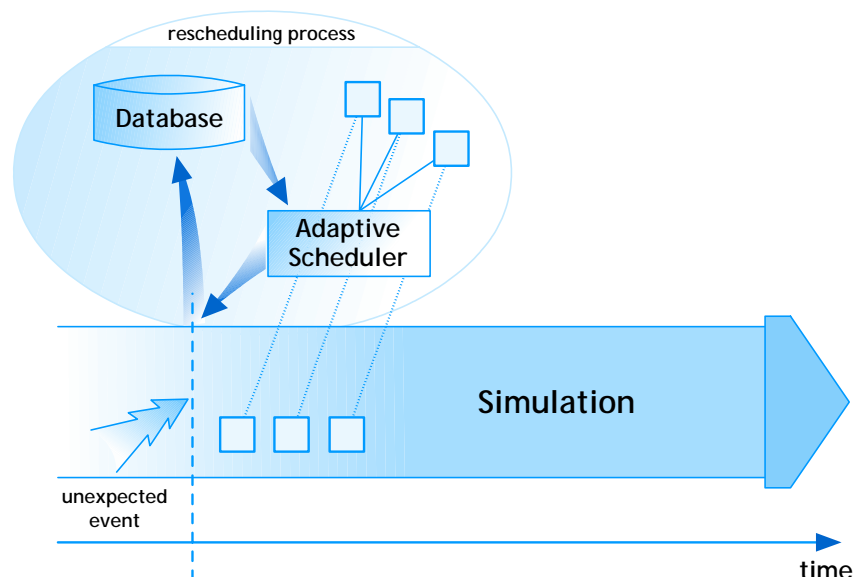 rescheduling process
Database
Adaptive
Scheduler
Simulation
unexpected
event
time